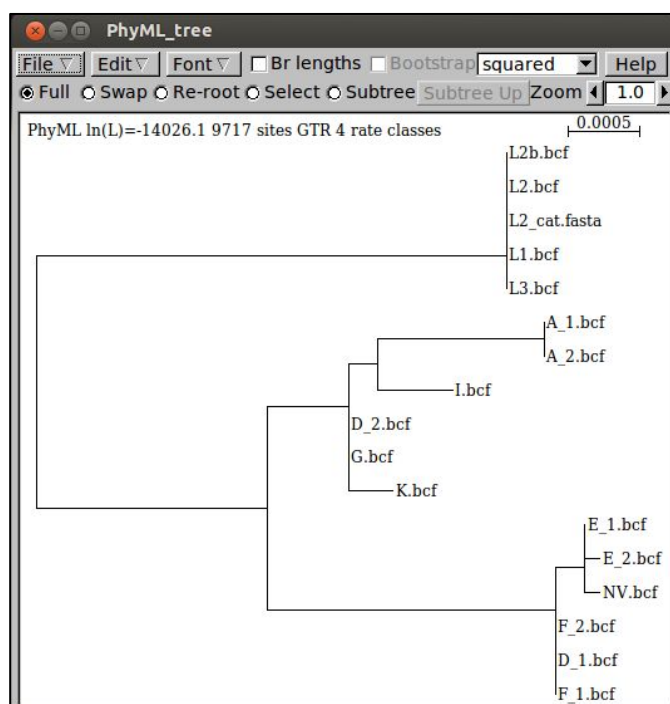 PhyML_tree
File Edit Font Br lengths Bootstrap squared Help
Full Swap Re-root Select Subtree Subtree Up Zoom 1.0
PhyML ln(L)=-14026.1 9717 sites GTR 4 rate classes 0.0005
L2b.bcf
L2.bcf
L2_cat.fasta
L1.bcf
L3.bcf
A_1.bcf
A_2.bcf
I.bcf
D_2.bcf
G.bcf
K.bcf
E_1.bcf
E_2.bcf
NV.bcf
F_2.bcf
D_1.bcf
F_1.bcf